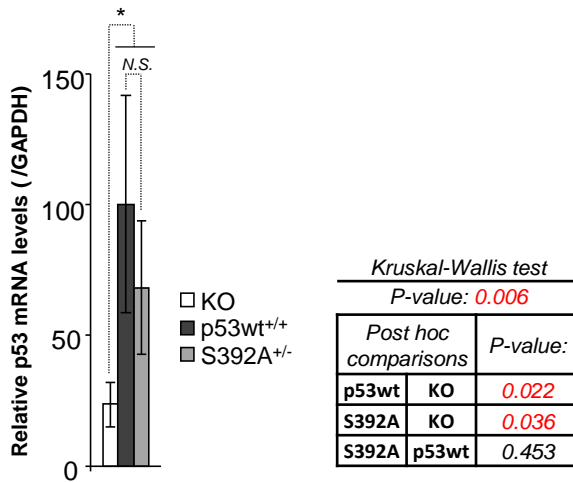 *
N.S.
150
100
50
0
Relative p53 mRNA levels ( /GAPDH)
KO
p53wt+/+
S392A+/-
Kruskal-Wallis test
P-value: 0.006
Post hoc comparisons P-value:
p53wt KO 0.022
S392A KO 0.036
S392A p53wt 0.453